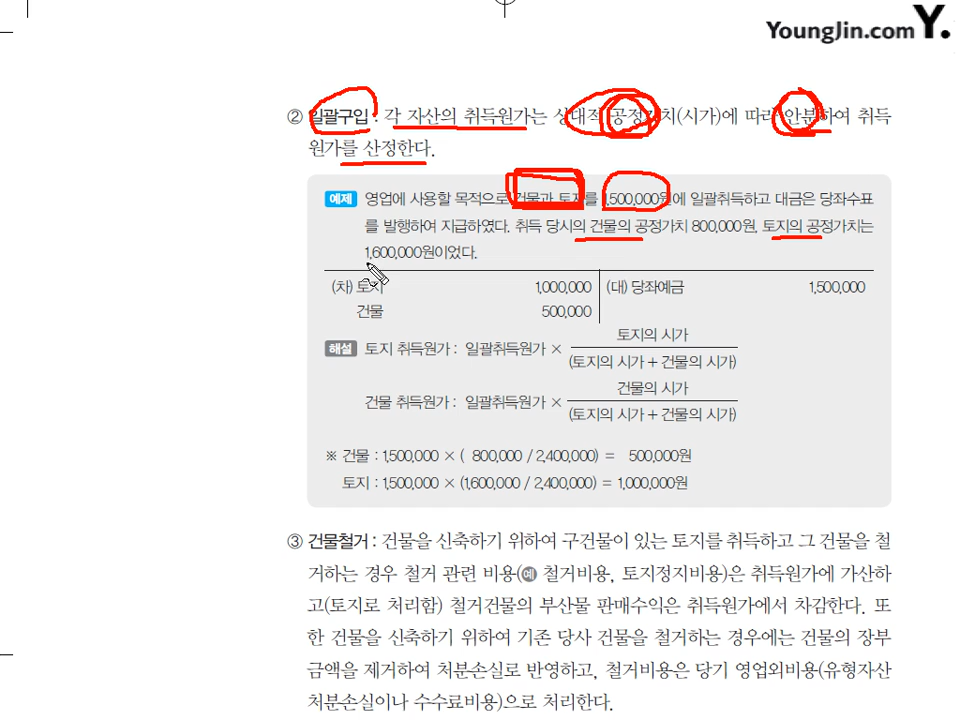 YoungJin.com Y.
② 일괄구입 : 각 자산의 취득원가는 상대적 공정가치(시가)에 따라 안분하여 취득
원가를 산정한다.
예제 영업에 사용할 목적으로 건물과 토지를 1,500,000원에 일괄취득하고 대금은 당좌수표
를 발행하여 지급하였다. 취득 당시의 건물의 공정가치 800,000원, 토지의 공정가치는
1,600,000원이었다.
(차) 토지 1,000,000 (대) 당좌예금 1,500,000
건물 500,000
해설 토지 취득원가 : 일괄취득원가 × 토지의 시가 / (토지의 시가 + 건물의 시가)
건물 취득원가 : 일괄취득원가 × 건물의 시가 / (토지의 시가 + 건물의 시가)
※ 건물 : 1,500,000 × ( 800,000 / 2,400,000) = 500,000원
토지 : 1,500,000 × (1,600,000 / 2,400,000) = 1,000,000원
③ 건물철거 : 건물을 신축하기 위하여 구건물이 있는 토지를 취득하고 그 건물을 철
거하는 경우 철거 관련 비용(예 철거비용, 토지정지비용)은 취득원가에 가산하
고(토지로 처리함) 철거건물의 부산물 판매수익은 취득원가에서 차감한다. 또
한 건물을 신축하기 위하여 기존 당사 건물을 철거하는 경우에는 건물의 장부
금액을 제거하여 처분손실로 반영하고, 철거비용은 당기 영업외비용(유형자산
처분손실이나 수수료비용)으로 처리한다.